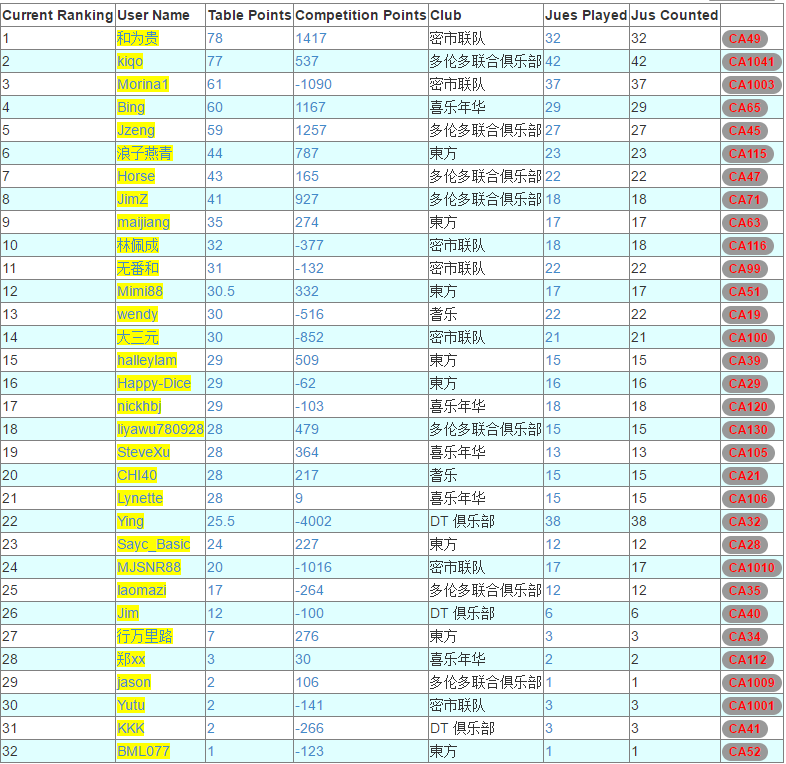 Current Ranking User Name Table Points Competition Points Club Jues Played Jus Counted
1 和为贵 78 1417 密市联队 32 32 CA49
2 kiqo 77 537 多伦多联合俱乐部 42 42 CA1041
3 Morina1 61 -1090 密市联队 37 37 CA1003
4 Bing 60 1167 喜乐年华 29 29 CA65
5 Jzeng 59 1257 多伦多联合俱乐部 27 27 CA45
6 浪子燕青 44 787 東方 23 23 CA115
7 Horse 43 165 多伦多联合俱乐部 22 22 CA47
8 JimZ 41 927 多伦多联合俱乐部 18 18 CA71
9 maijiang 35 274 東方 17 17 CA63
10 林佩成 32 -377 密市联队 18 18 CA116
11 无番和 31 -132 密市联队 22 22 CA99
12 Mimi88 30.5 332 東方 17 17 CA51
13 wendy 30 -516 耆乐 22 22 CA19
14 大三元 30 -852 密市联队 21 21 CA100
15 halleylam 29 509 東方 15 15 CA39
16 Happy-Dice 29 -62 東方 16 16 CA29
17 nickhbj 29 -103 喜乐年华 18 18 CA120
18 liyawu780928 28 479 多伦多联合俱乐部 15 15 CA130
19 SteveXu 28 364 喜乐年华 13 13 CA105
20 CHI40 28 217 耆乐 15 15 CA21
21 Lynette 28 9 喜乐年华 15 15 CA106
22 Ying 25.5 -4002 DT 俱乐部 38 38 CA32
23 Sayc_Basic 24 227 東方 12 12 CA28
24 MJSNR88 20 -1016 密市联队 17 17 CA1010
25 laomazi 17 -264 多伦多联合俱乐部 12 12 CA35
26 Jim 12 -100 DT 俱乐部 6 6 CA40
27 行万里路 7 276 東方 3 3 CA34
28 郑xx 3 30 喜乐年华 2 2 CA112
29 jason 2 106 多伦多联合俱乐部 1 1 CA1009
30 Yutu 2 -141 密市联队 3 3 CA1001
31 KKK 2 -266 DT 俱乐部 3 3 CA41
32 BML077 1 -123 東方 1 1 CA52